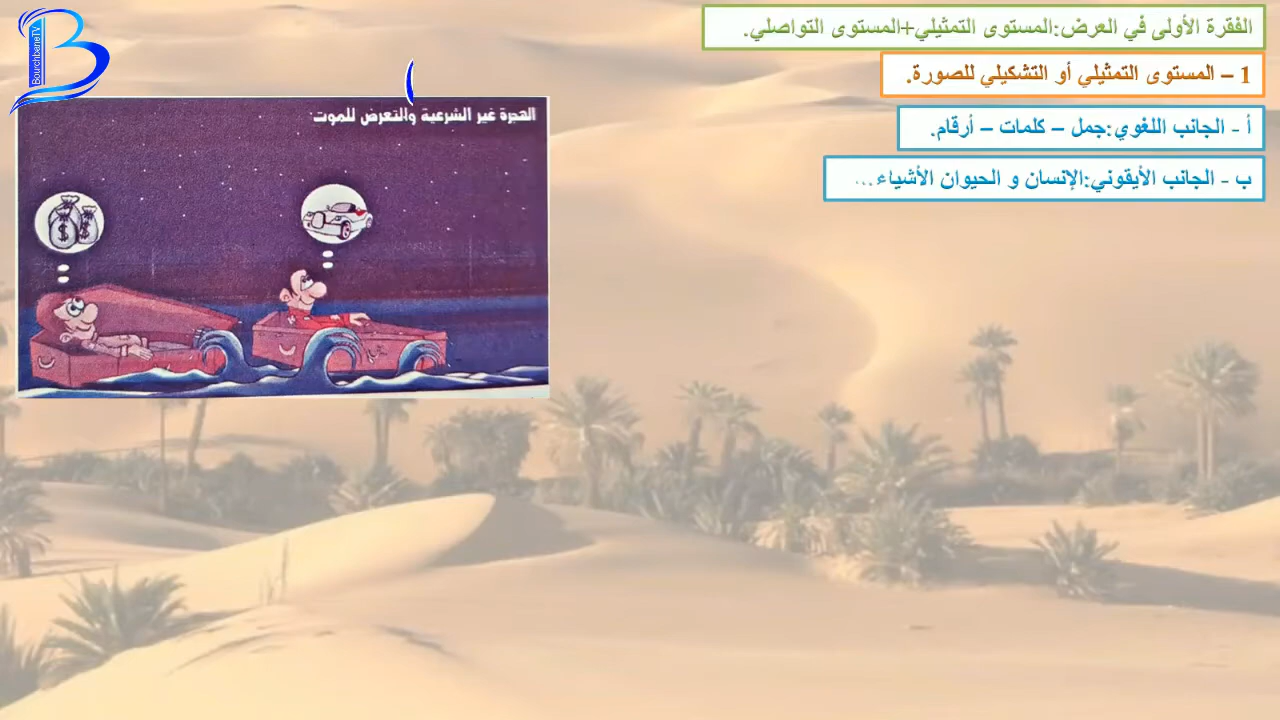 الفقرة الأولى في العرض:المستوى التمثيلي+المستوى التواصلي.
1 – المستوى التمثيلي أو التشكيلي للصورة.
أ - الجانب اللغوي:جمل – كلمات – أرقام.
ب - الجانب الأيقوني:الإنسان و الحيوان الأشياء...
الهجرة غير الشرعية والتعرض للموت
BourchbaneTV